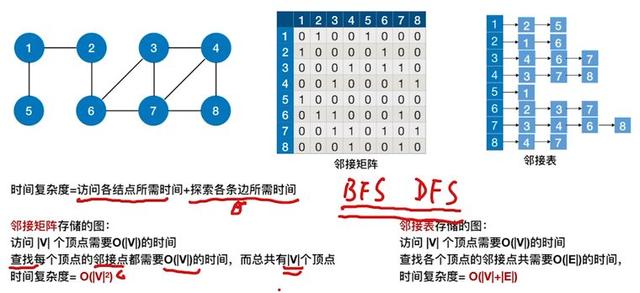 1 2 3 4
5 6 7 8
1 2 3 4 5 6 7 8
1 0 1 0 0 1 0 0 0
2 1 0 0 0 0 1 0 0
3 0 0 0 1 0 1 1 0
4 0 0 1 0 0 0 1 1
5 1 0 0 0 0 0 0 0
6 0 1 1 0 0 0 1 0
7 0 0 1 1 0 1 0 1
8 0 0 0 1 0 0 1 0
邻接矩阵
1 2 5
2 1 6
3 4 6 7
4 3 7 8
5 1
6 2 3 7
7 3 4 6 8
8 4 7
邻接表
时间复杂度=访问各结点所需时间+探索各条边所需时间
BFS DFS
邻接矩阵存储的图:
访问 |V| 个顶点需要O(|V|)的时间
查找每个顶点的邻接点都需要O(|V|)的时间，而总共有|V|个顶点
时间复杂度= O(|V|²)
邻接表存储的图:
访问 |V| 个顶点需要O(|V|)的时间
查找各个顶点的邻接点共需要O(|E|)的时间，
时间复杂度= O(|V|+|E|)